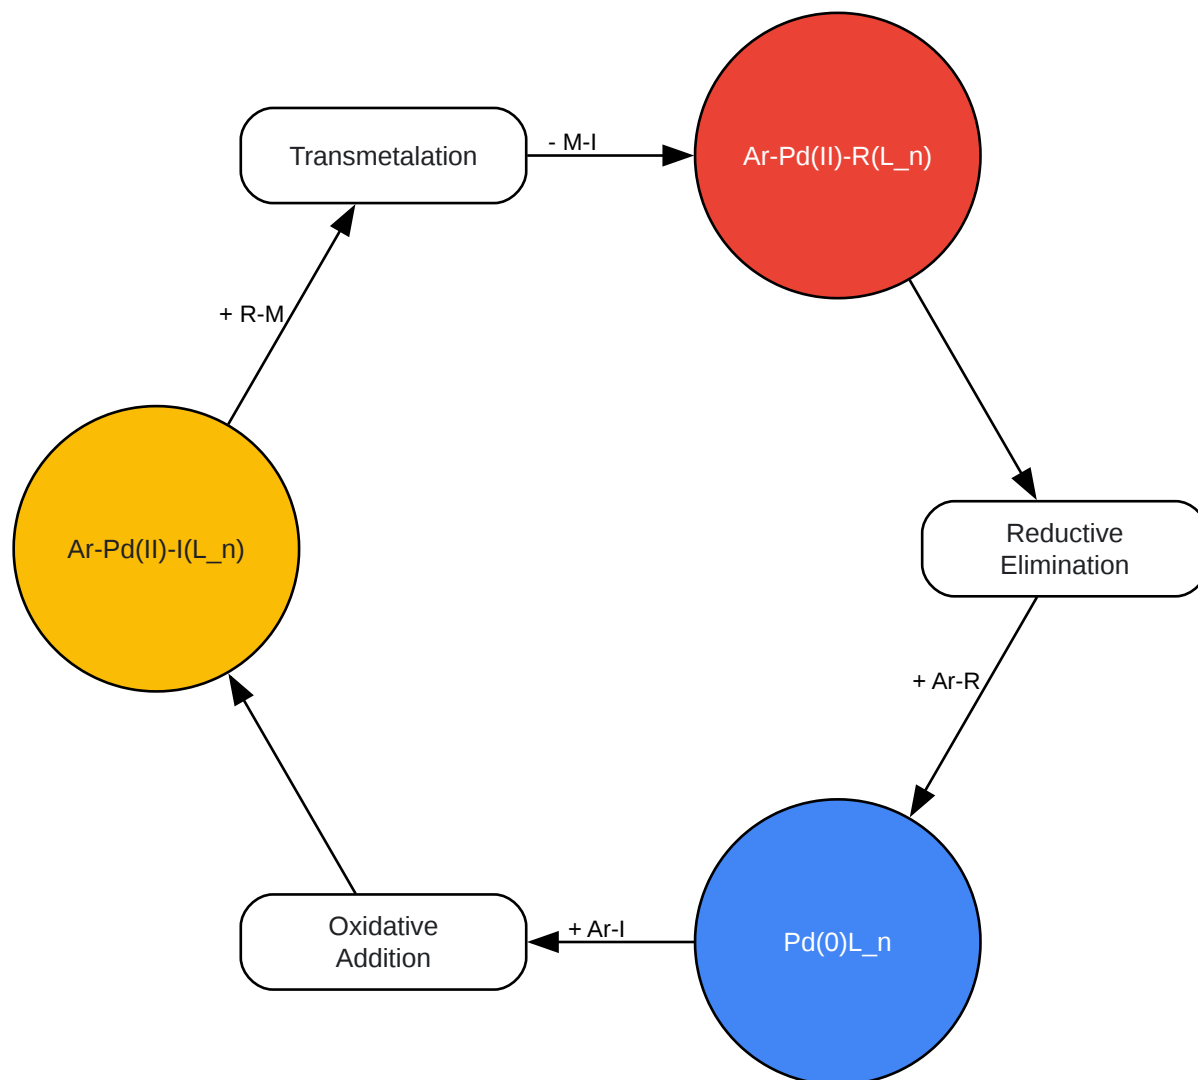 - M-I
Transmetalation
Ar-Pd(II)-R(L_n)
+ R-M
Reductive
Elimination
Ar-Pd(II)-I(L_n)
+ Ar-R
Oxidative
Addition
+ Ar-I
Pd(0)L_n